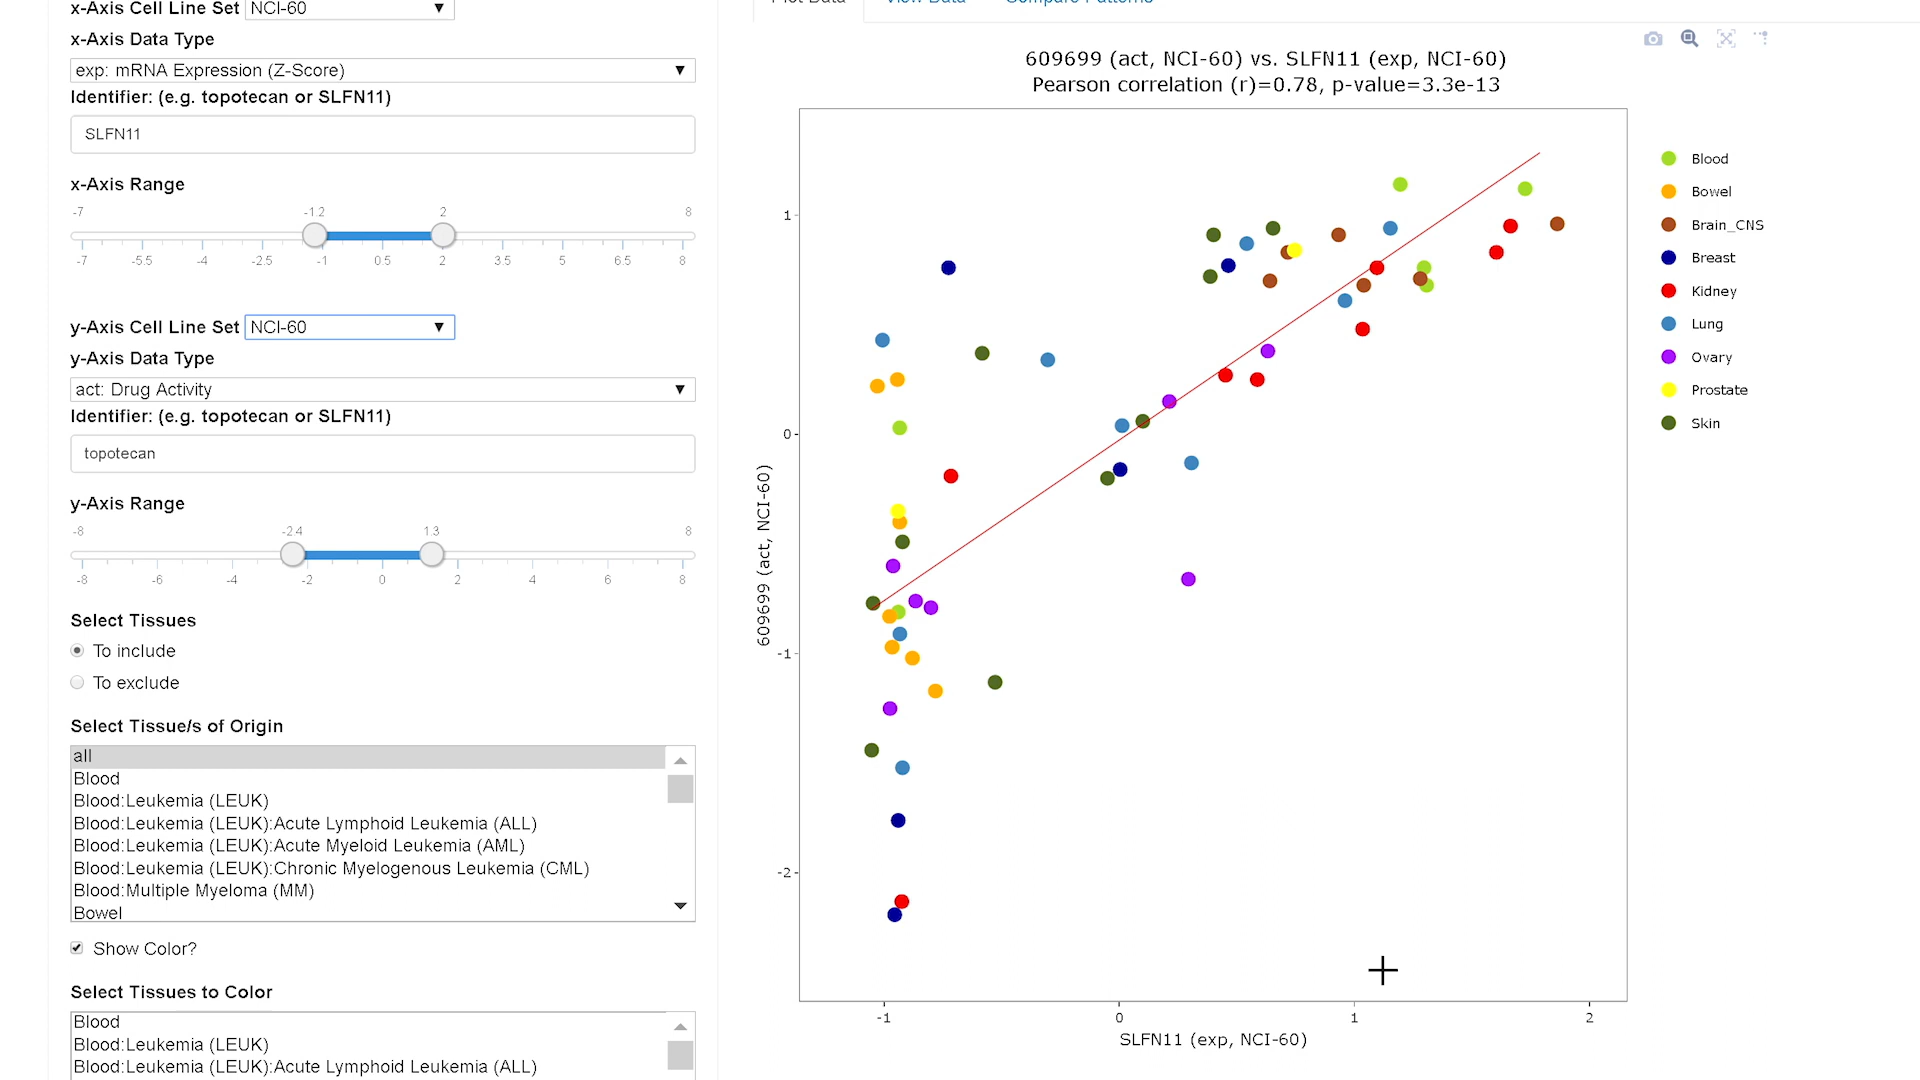 x-Axis Cell Line Set NCI-60
x-Axis Data Type
exp: mRNA Expression (Z-Score)
Identifier: (e.g. topotecan or SLFN11)
SLFN11
x-Axis Range
-7 -1.2 2 8
-7 -5.5 -4 -2.5 -1 0.5 2 3.5 5 6.5 8
y-Axis Cell Line Set NCI-60
y-Axis Data Type
act: Drug Activity
Identifier: (e.g. topotecan or SLFN11)
topotecan
y-Axis Range
-8 -2.4 1.3 8
-8 -6 -4 -2 0 2 4 6 8
Select Tissues
To include
To exclude
Select Tissue/s of Origin
all
Blood
Blood:Leukemia (LEUK)
Blood:Leukemia (LEUK):Acute Lymphoid Leukemia (ALL)
Blood:Leukemia (LEUK):Acute Myeloid Leukemia (AML)
Blood:Leukemia (LEUK):Chronic Myelogenous Leukemia (CML)
Blood:Multiple Myeloma (MM)
Bowel
Show Color?
Select Tissues to Color
Blood
Blood:Leukemia (LEUK)
Blood:Leukemia (LEUK):Acute Lymphoid Leukemia (ALL)
Plot Data View Data Compare Patterns
609699 (act, NCI-60) vs. SLFN11 (exp, NCI-60)
Pearson correlation (r)=0.78, p-value=3.3e-13
1
0
-1
-2
609699 (act, NCI-60)
-1 0 1 2
SLFN11 (exp, NCI-60)
Blood
Bowel
Brain_CNS
Breast
Kidney
Lung
Ovary
Prostate
Skin